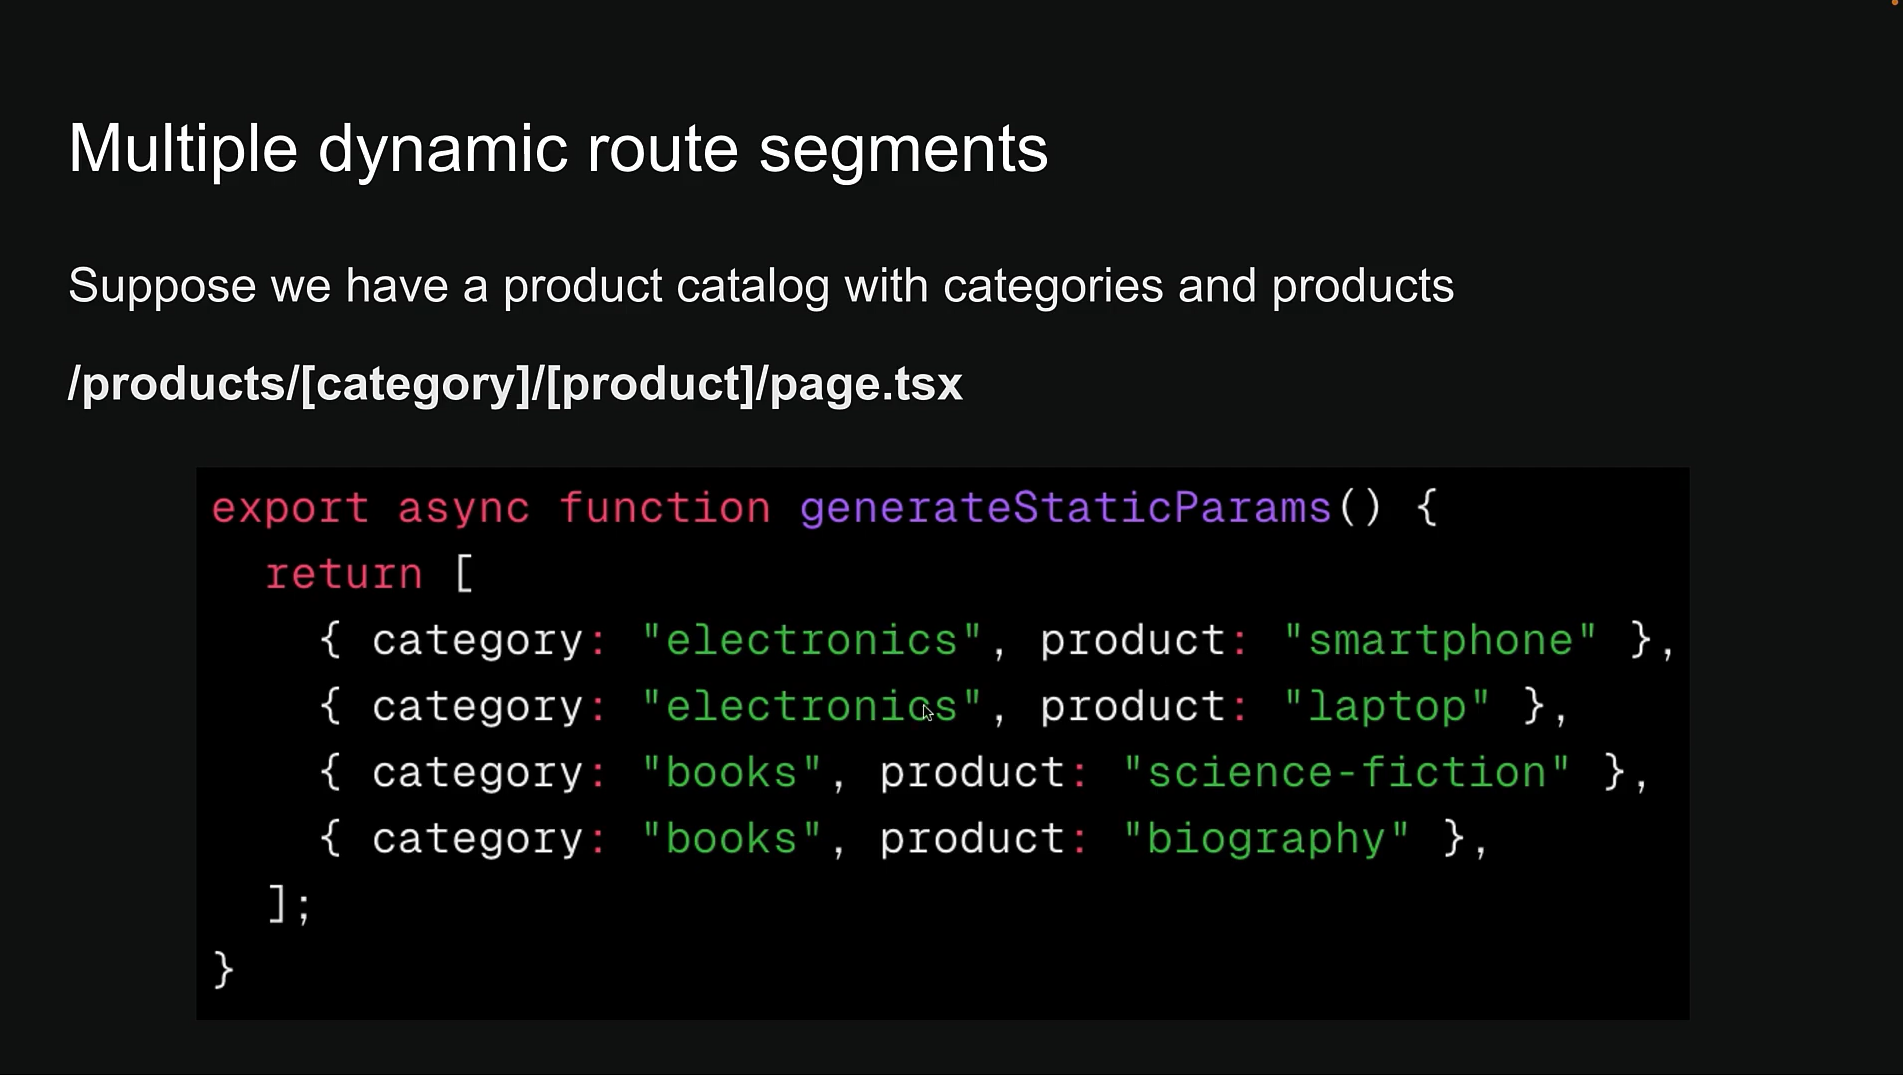 Multiple dynamic route segments
Suppose we have a product catalog with categories and products
/products/[category]/[product]/page.tsx
export async function generateStaticParams() {
  return [
    { category: "electronics", product: "smartphone" },
    { category: "electronics", product: "laptop" },
    { category: "books", product: "science-fiction" },
    { category: "books", product: "biography" },
  ];
}